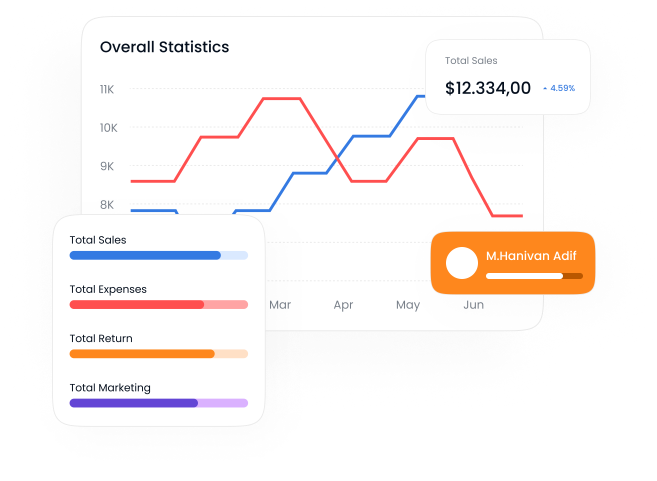 Overall Statistics
Total Sales
$12.334,00
4.59%
11K
10K
9K
8K
Total Sales
Total Expenses
Total Return
Total Marketing
M.Hanivan Adif
Mar
Apr
May
Jun